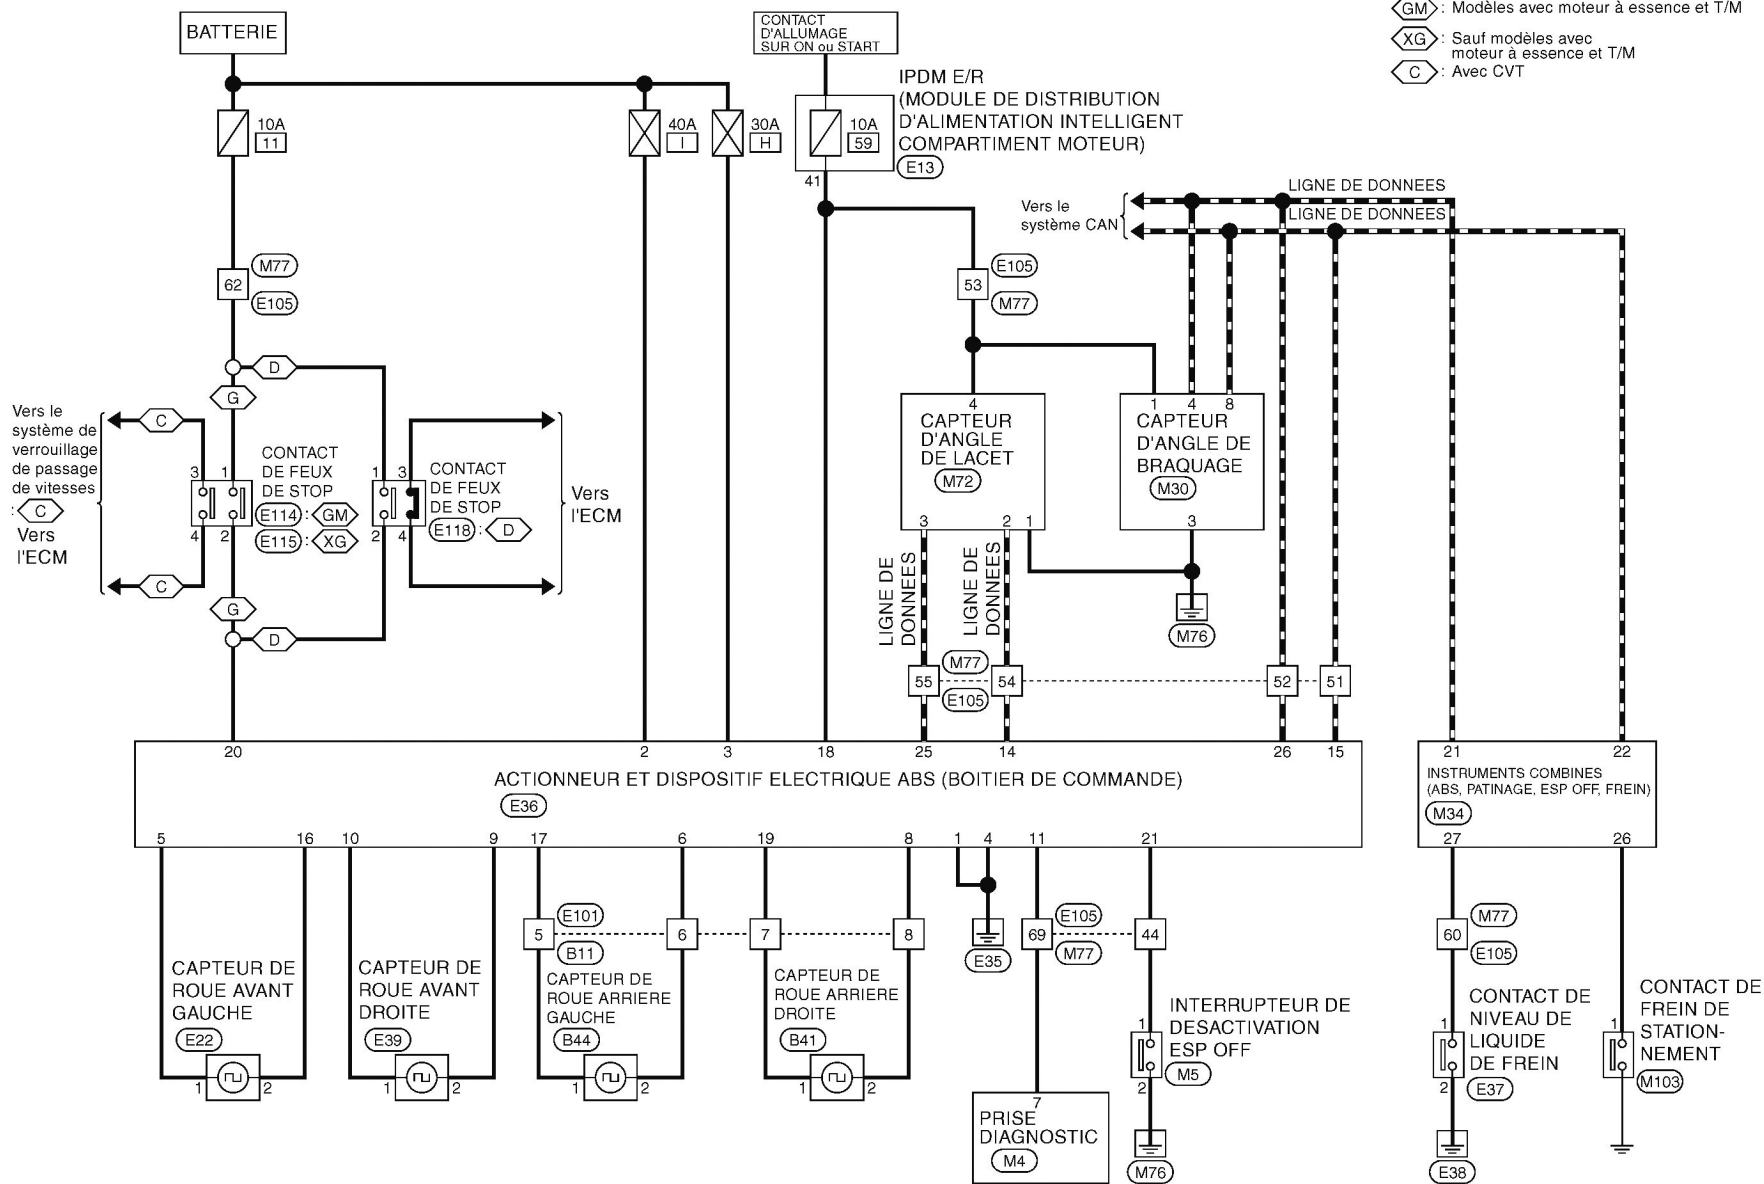 GM : Modèles avec moteur à essence et T/M
XG : Sauf modèles avec
moteur à essence et T/M
C : Avec CVT
BATTERIE
CONTACT
D'ALLUMAGE
SUR ON ou START
10A
11
40A
I
30A
H
10A
59
41
IPDM E/R
(MODULE DE DISTRIBUTION
D'ALIMENTATION INTELLIGENT
COMPARTIMENT MOTEUR)
E13
LIGNE DE DONNEES
LIGNE DE DONNEES
Vers le
système CAN
62
M77
E105
53
E105
M77
D
G
C
Vers le
système de
verrouillage
de passage
de vitesses
: C
Vers
l'ECM
3 1
4 2
CONTACT
DE FEUX
DE STOP
E114 : GM
E115 : XG
1 3
2 4
CONTACT
DE FEUX
DE STOP
E118 : D
Vers
l'ECM
C
G
D
4
CAPTEUR
D'ANGLE
DE LACET
M72
3 2 1
1 4 8
CAPTEUR
D'ANGLE DE
BRAQUAGE
M30
3
M76
LIGNE DE
DONNEES
LIGNE DE
DONNEES
55
M77
E105
54
52
51
20 2 3 18 25 14 26 15
ACTIONNEUR ET DISPOSITIF ELECTRIQUE ABS (BOITIER DE COMMANDE)
E36
5 16 10 9 17 6 19 8 1 4 11 21
21 22
INSTRUMENTS COMBINES
(ABS, PATINAGE, ESP OFF, FREIN)
M34
27 26
5
E101
B11
6
7
8
E35
69
E105
M77
44
60
M77
E105
CAPTEUR DE
ROUE AVANT
GAUCHE
E22
1 2
CAPTEUR DE
ROUE AVANT
DROITE
E39
1 2
CAPTEUR DE
ROUE ARRIERE
GAUCHE
B44
1 2
CAPTEUR DE
ROUE ARRIERE
DROITE
B41
1 2
7
PRISE
DIAGNOSTIC
M4
INTERRUPTEUR DE
DESACTIVATION
ESP OFF
M5
1
2
M76
CONTACT DE
NIVEAU DE
LIQUIDE
DE FREIN
E37
1
2
E38
CONTACT DE
FREIN DE
STATION-
NEMENT
M103
1